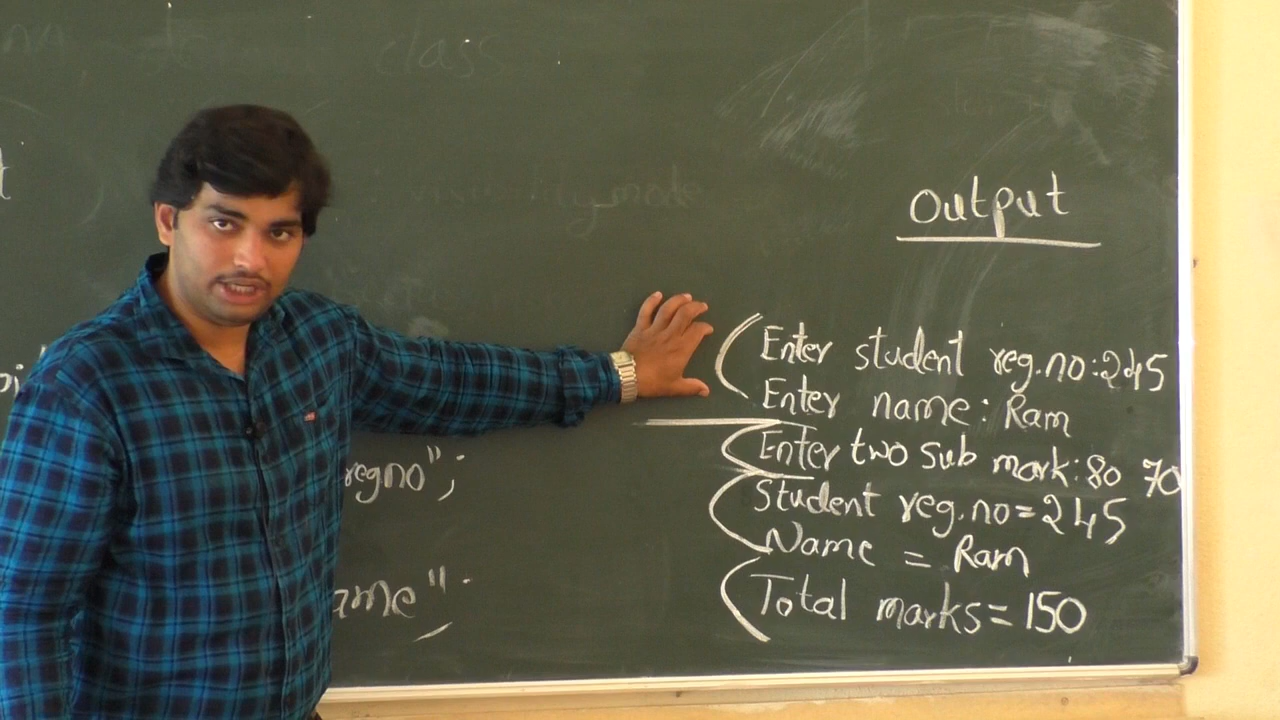 class
mode
Output
Enter student reg.no:245
Enter name: Ram
Enter two sub mark:80 70
regno";
Student reg.no=245
Name = Ram
ame";
Total marks=150